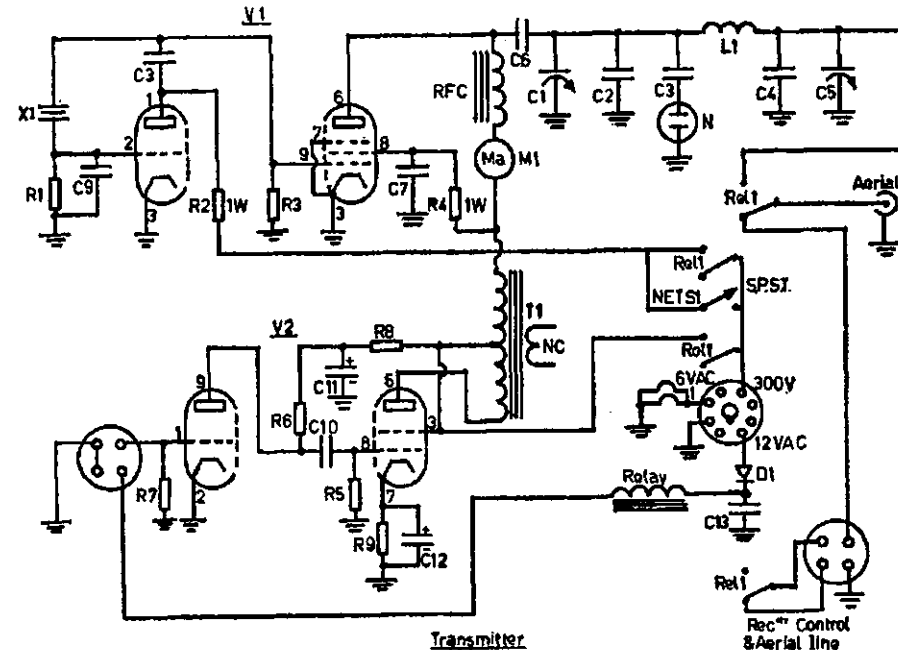 V1
C3
C6
L1
RFC
C1
C2
C3
C4
C5
X1
1
6
2
7
9
8
N
Ma
M1
R1
C9
3
R2
1W
R3
3
C7
R4
1W
Rel1
Aerial
Rel1
S.P.S.T.
NETS1
T1
NC
Rel1
V2
R8
C11
9
R6
C10
6
3
6VAC
300V
1
8
12VAC
R7
2
R5
7
Relay
D1
C13
R9
C12
Rel1
Recᵉʳ Control
& Aerial line
Transmitter